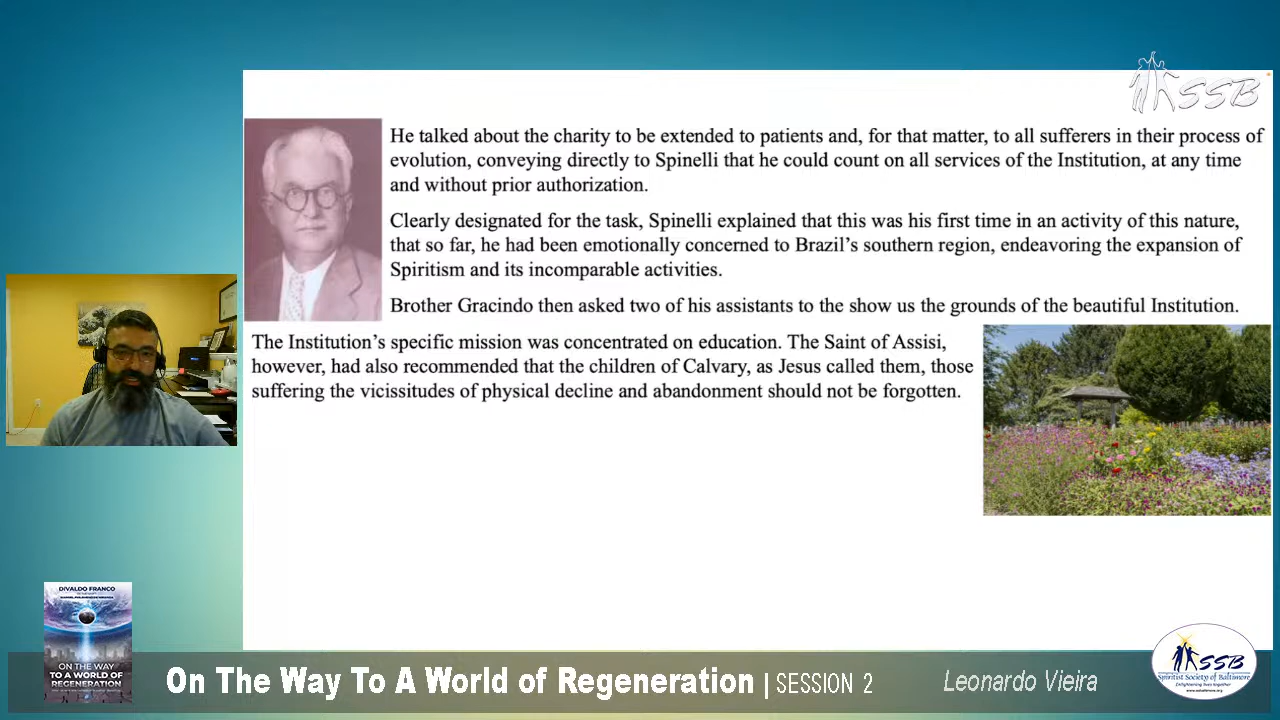 SSB
He talked about the charity to be extended to patients and, for that matter, to all sufferers in their process of
evolution, conveying directly to Spinelli that he could count on all services of the Institution, at any time
and without prior authorization.
Clearly designated for the task, Spinelli explained that this was his first time in an activity of this nature,
that so far, he had been emotionally concerned to Brazil's southern region, endeavoring the expansion of
Spiritism and its incomparable activities.
Brother Gracindo then asked two of his assistants to the show us the grounds of the beautiful Institution.
The Institution's specific mission was concentrated on education. The Saint of Assisi,
however, had also recommended that the children of Calvary, as Jesus called them, those
suffering the vicissitudes of physical decline and abandonment should not be forgotten.
DIVALDO FRANCO
ON THE WAY
TO A WORLD OF
REGENERATION
On The Way To A World of Regeneration | SESSION 2
Leonardo Vieira
SSB
Spiritist Society of Baltimore